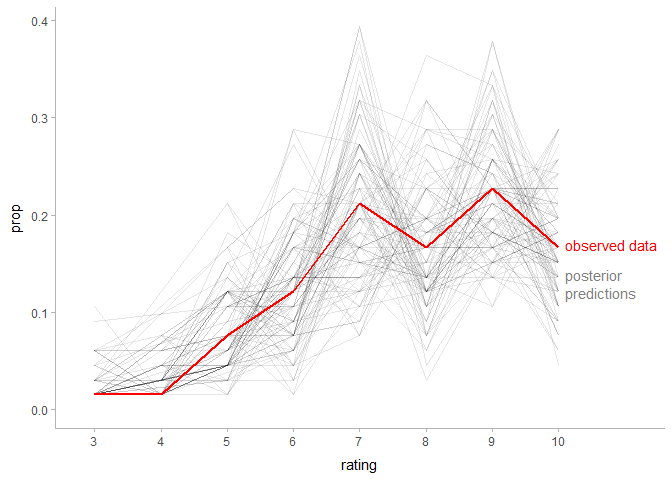 0.4
0.3
0.2
0.1
0.0
prop
observed data
posterior
predictions
3 4 5 6 7 8 9 10
rating